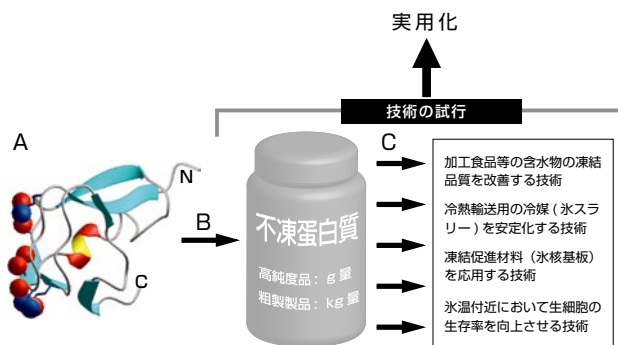 実用化
技術の試行
A
N
C
B
不凍蛋白質
高純度品：g量
粗製製品：kg量
C
加工食品等の含水物の凍結
品質を改善する技術
冷熱輸送用の冷媒(氷スラ
リー)を安定化する技術
凍結促進材料（氷核基板）
を応用する技術
氷温付近において生細胞の
生存率を向上させる技術